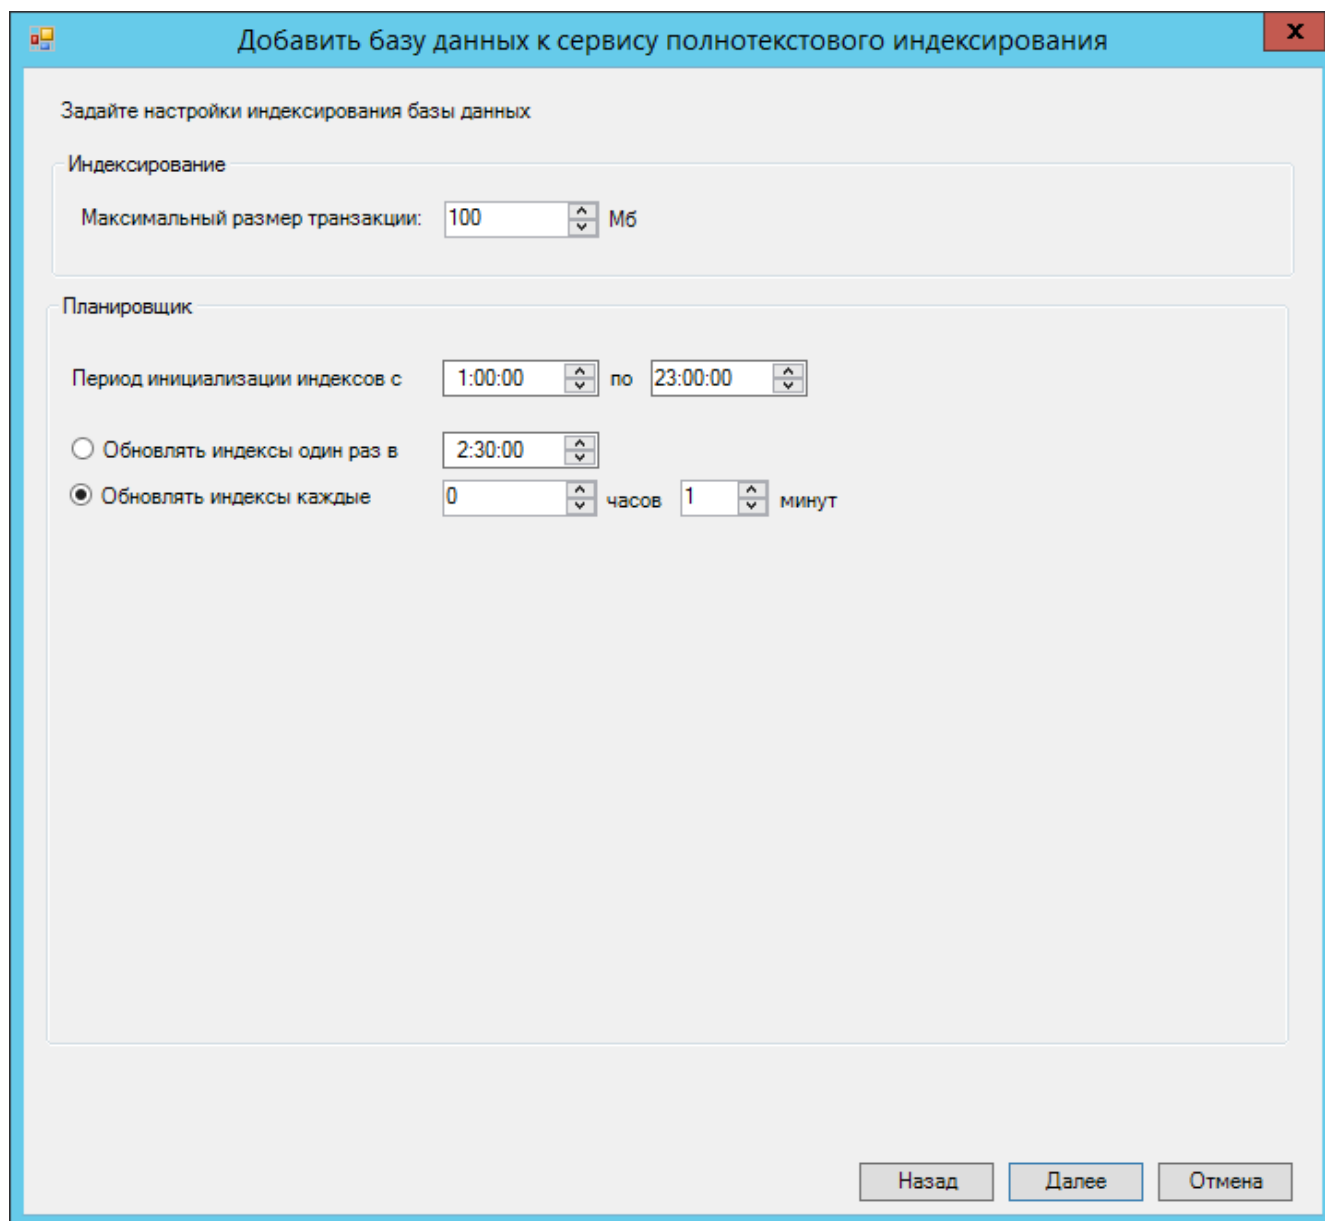 Добавить базу данных к сервису полнотекстового индексирования
Задайте настройки индексирования базы данных
Индексирование
Максимальный размер транзакции: 100 Мб
Планировщик
Период инициализации индексов с 1:00:00 по 23:00:00
Обновлять индексы один раз в 2:30:00
Обновлять индексы каждые 0 часов 1 минут
Назад Далее Отмена